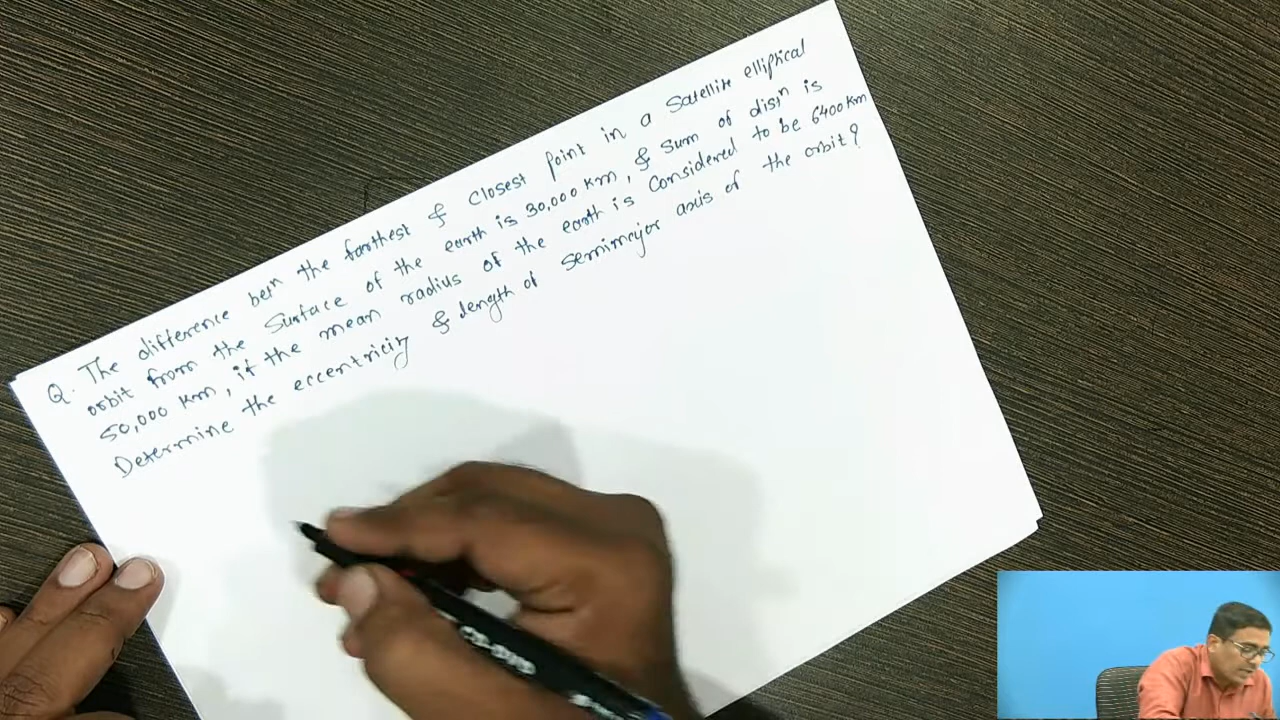 Q. The difference betn the farthest & closest point in a satellite elliptical
orbit from the surface of the earth is 30,000 km, & sum of distn is
50,000 km, if the mean radius of the earth is considered to be 6400 km
Determine the eccentricity & length of semimajor axis of the orbit?
CD-DVD